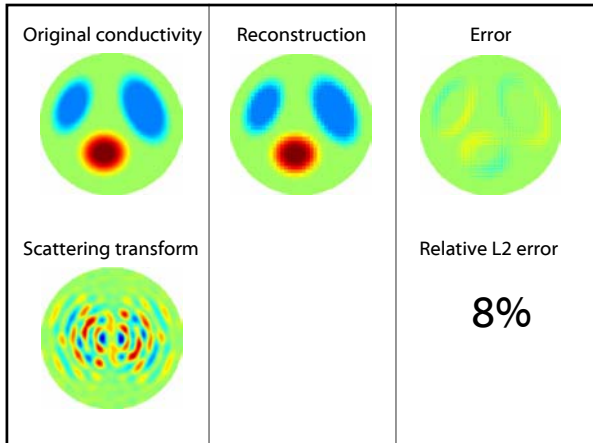 Original conductivity
Reconstruction
Error
Scattering transform
Relative L2 error
8%